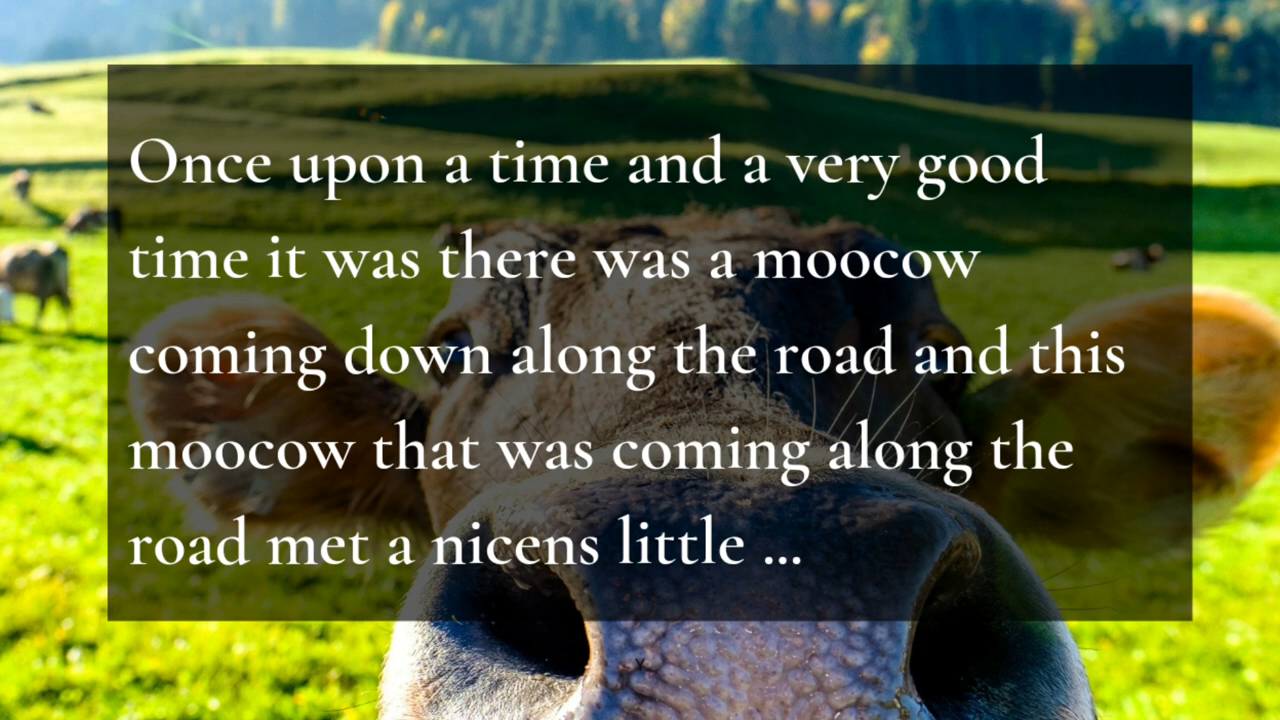 Once upon a time and a very good
time it was there was a moocow
coming down along the road and this
moocow that was coming along the
road met a nicens little ...